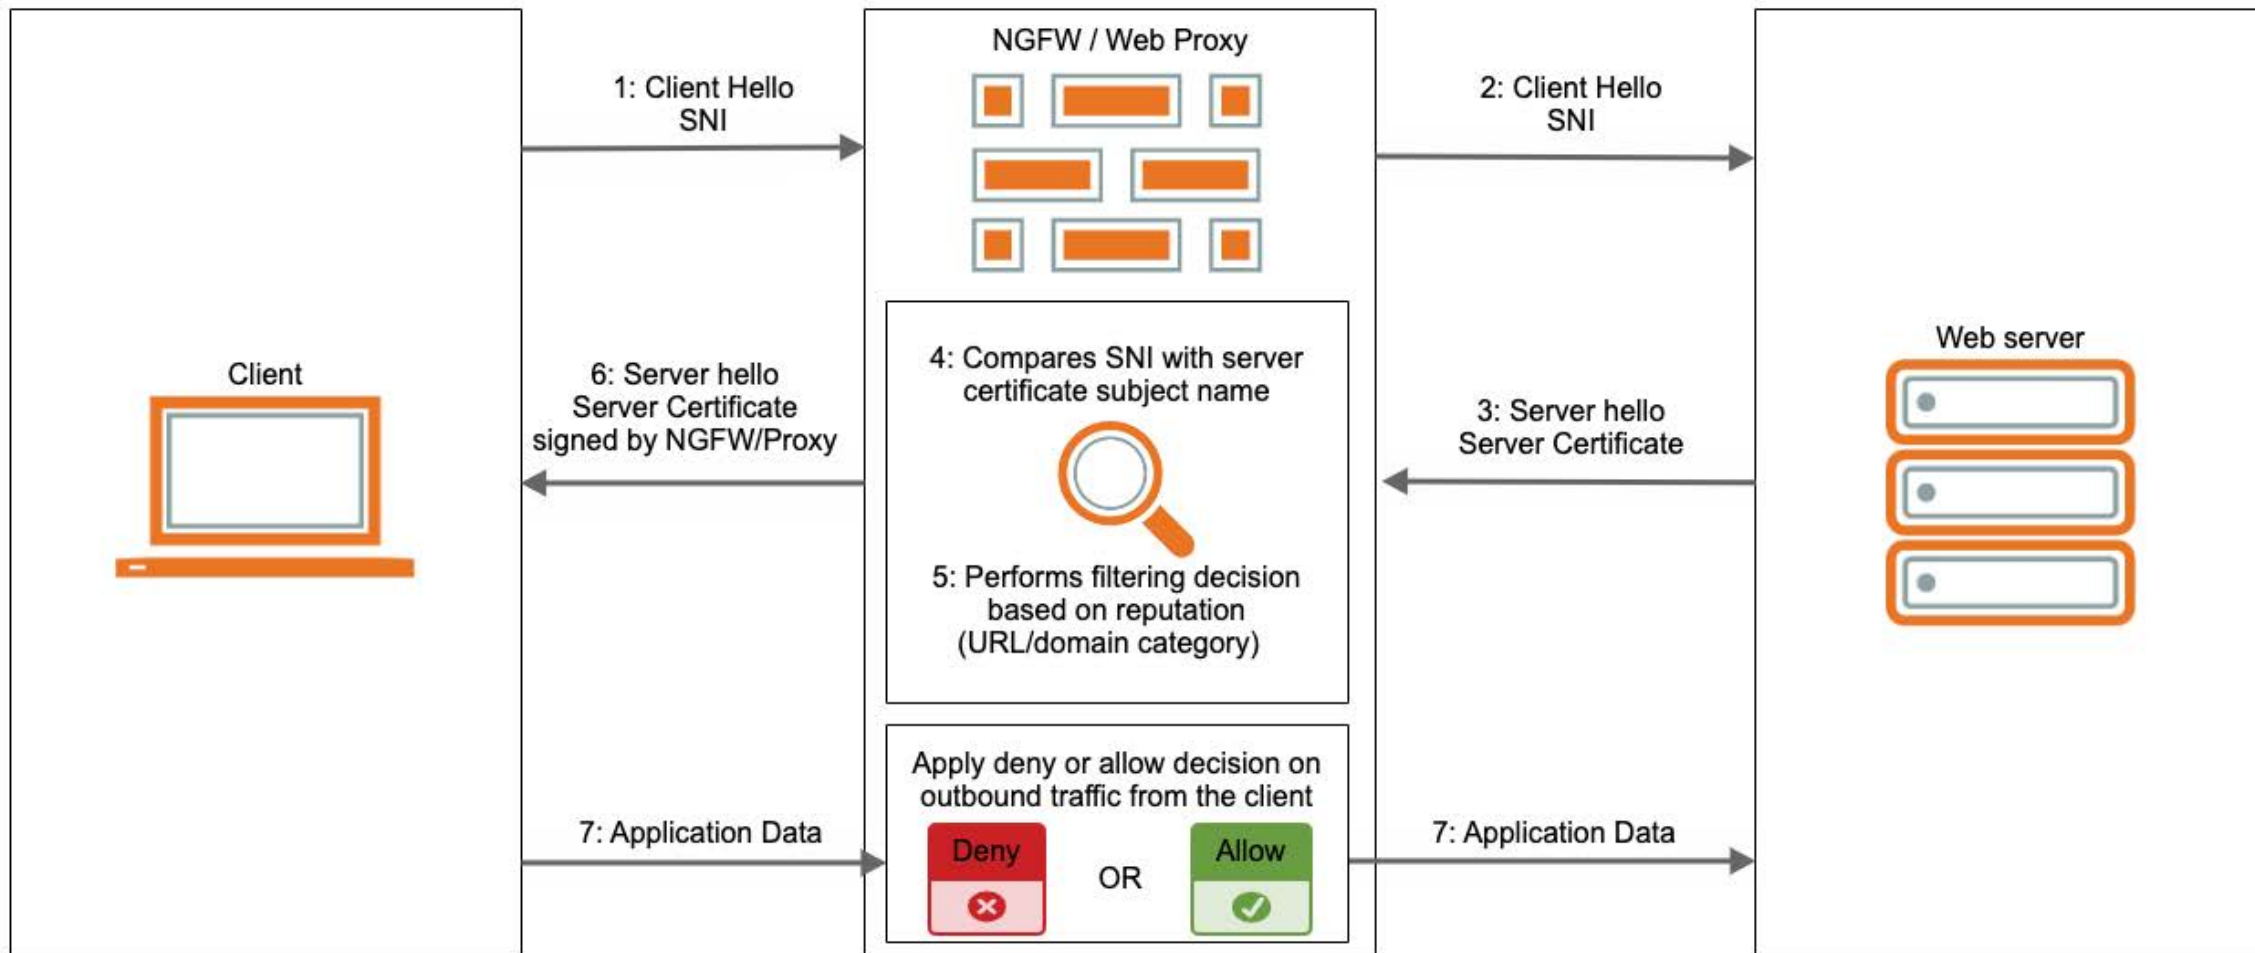 NGFW / Web Proxy
1: Client Hello
SNI
2: Client Hello
SNI
Client
6: Server hello
Server Certificate
signed by NGFW/Proxy
4: Compares SNI with server
certificate subject name
5: Performs filtering decision
based on reputation
(URL/domain category)
3: Server hello
Server Certificate
Web server
7: Application Data
Apply deny or allow decision on
outbound traffic from the client
Deny
OR
Allow
7: Application Data